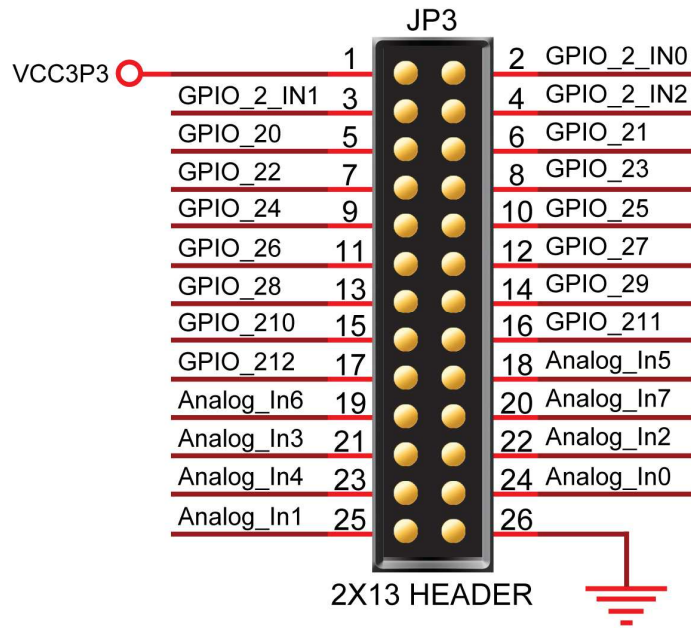 JP3
VCC3P3 1 2 GPIO_2_IN0
GPIO_2_IN1 3 4 GPIO_2_IN2
GPIO_20 5 6 GPIO_21
GPIO_22 7 8 GPIO_23
GPIO_24 9 10 GPIO_25
GPIO_26 11 12 GPIO_27
GPIO_28 13 14 GPIO_29
GPIO_210 15 16 GPIO_211
GPIO_212 17 18 Analog_In5
Analog_In6 19 20 Analog_In7
Analog_In3 21 22 Analog_In2
Analog_In4 23 24 Analog_In0
Analog_In1 25 26
2X13 HEADER